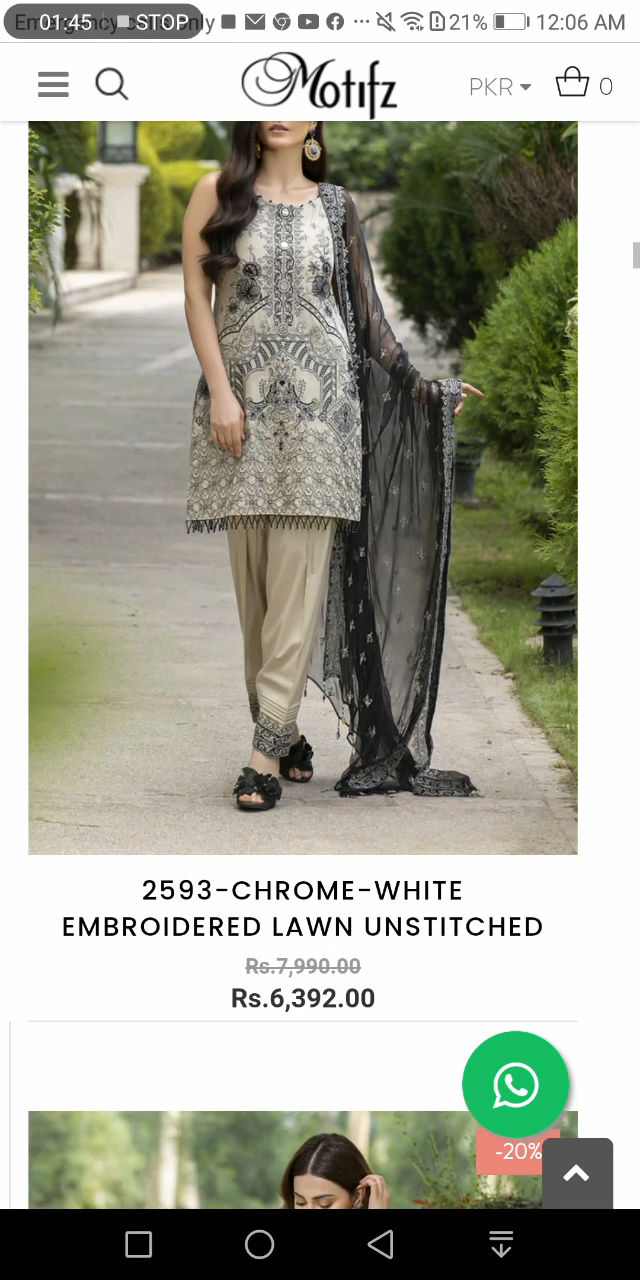 01:45 STOP 21% 12:06 AM
Motifz PKR 0
2593-CHROME-WHITE
EMBROIDERED LAWN UNSTITCHED
Rs.7,990.00
Rs.6,392.00
-20%